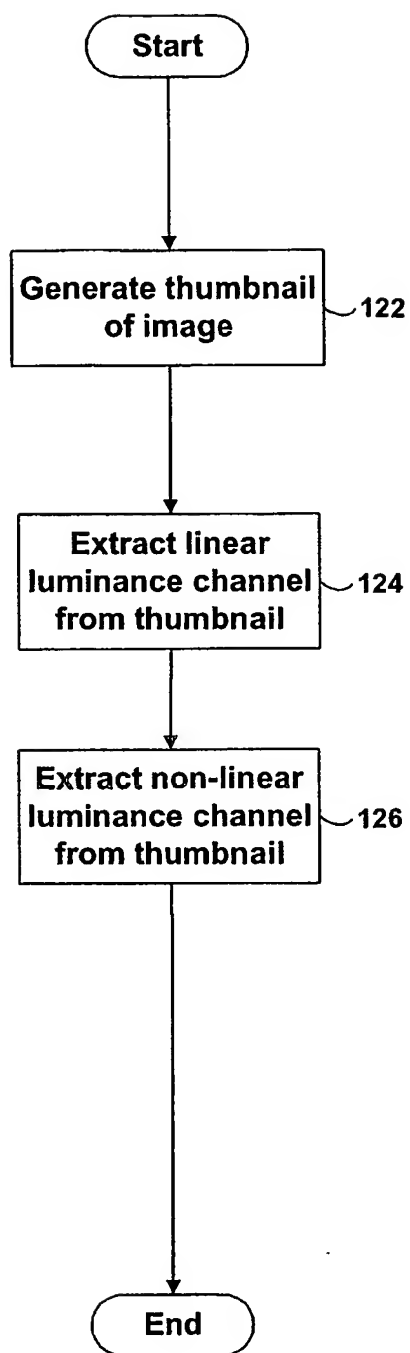 Start
Generate thumbnail
of image
122
Extract linear
luminance channel
from thumbnail
124
Extract non-linear
luminance channel
from thumbnail
126
End